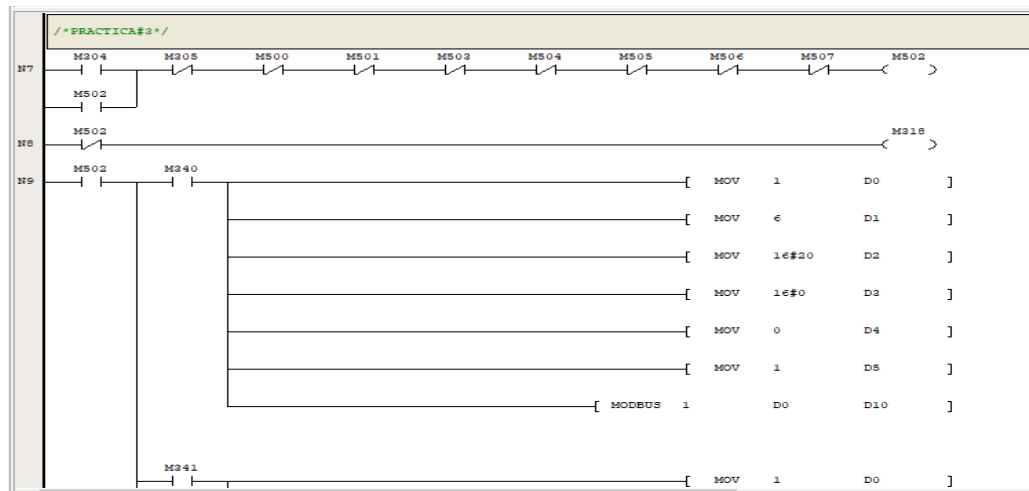 /*PRACTICA#3*/
M304 M305 M500 M501 M503 M504 M505 M506 M507 M502
N7
M502
M502 M318
N8
M502 M340
N9 MOV 1 D0
MOV 6 D1
MOV 16#20 D2
MOV 16#0 D3
MOV 0 D4
MOV 1 D5
MODBUS 1 D0 D10
M341
MOV 1 D0